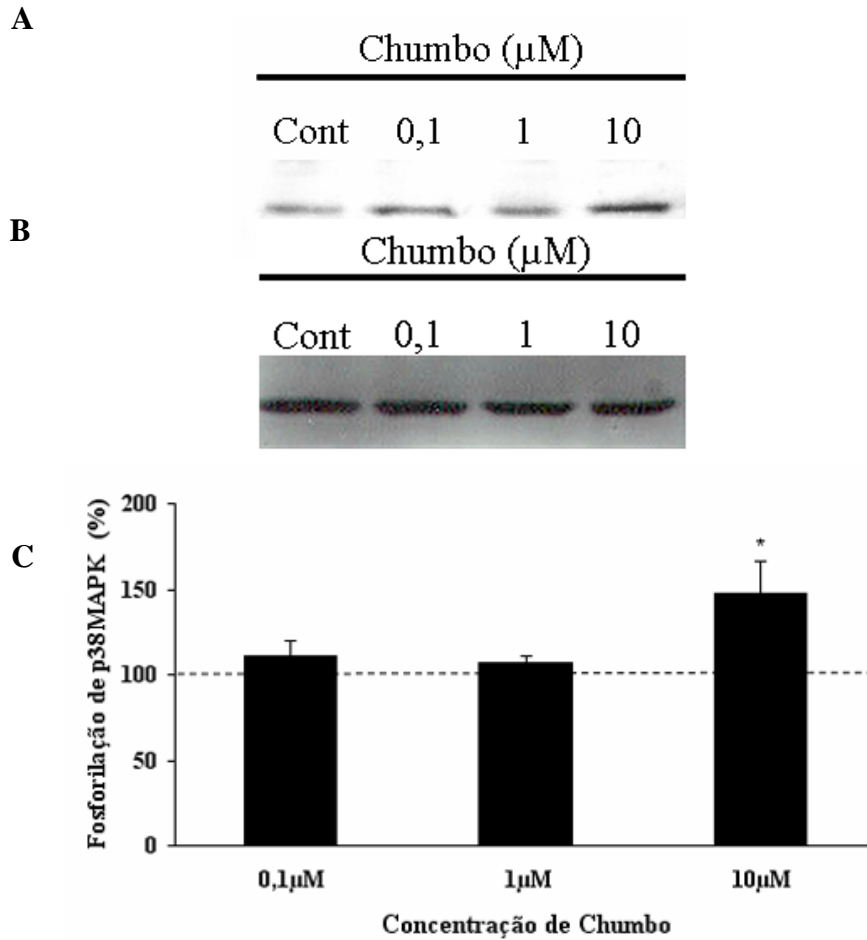 A
Chumbo (µM)
Cont 0,1 1 10
B
Chumbo (µM)
Cont 0,1 1 10
C
Fosforilação de p38MAPK (%)
200
150
100
50
0
*
0,1µM 1µM 10µM
Concentração de Chumbo